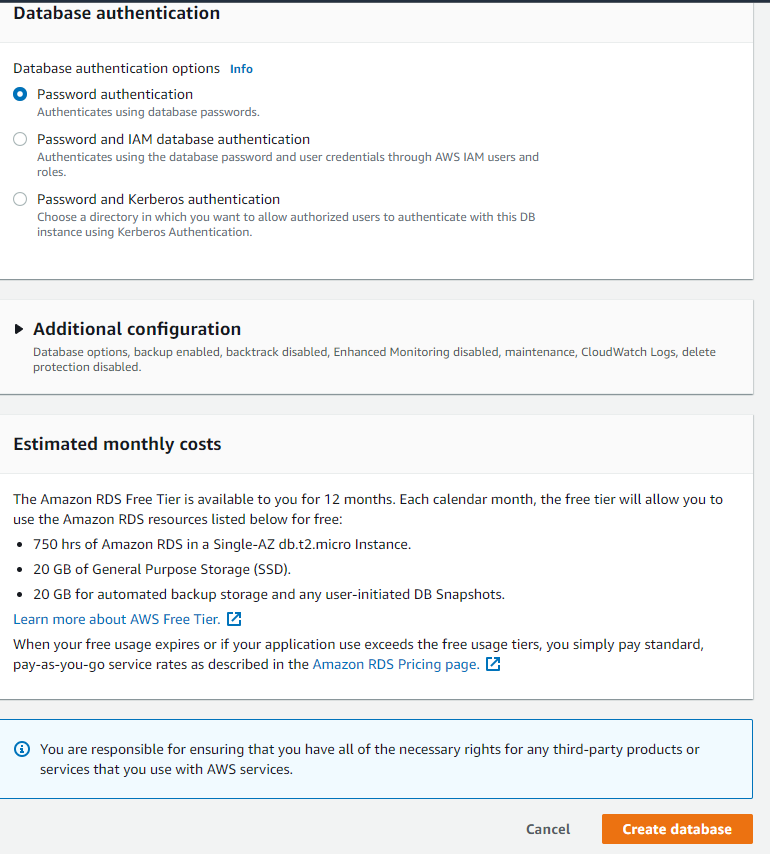 Database authentication
Database authentication options Info
Password authentication
Authenticates using database passwords.
Password and IAM database authentication
Authenticates using the database password and user credentials through AWS IAM users and
roles.
Password and Kerberos authentication
Choose a directory in which you want to allow authorized users to authenticate with this DB
instance using Kerberos Authentication.
Additional configuration
Database options, backup enabled, backtrack disabled, Enhanced Monitoring disabled, maintenance, CloudWatch Logs, delete
protection disabled.
Estimated monthly costs
The Amazon RDS Free Tier is available to you for 12 months. Each calendar month, the free tier will allow you to
use the Amazon RDS resources listed below for free:
• 750 hrs of Amazon RDS in a Single-AZ db.t2.micro Instance.
• 20 GB of General Purpose Storage (SSD).
• 20 GB for automated backup storage and any user-initiated DB Snapshots.
Learn more about AWS Free Tier.
When your free usage expires or if your application use exceeds the free usage tiers, you simply pay standard,
pay-as-you-go service rates as described in the Amazon RDS Pricing page.
You are responsible for ensuring that you have all of the necessary rights for any third-party products or
services that you use with AWS services.
Cancel Create database